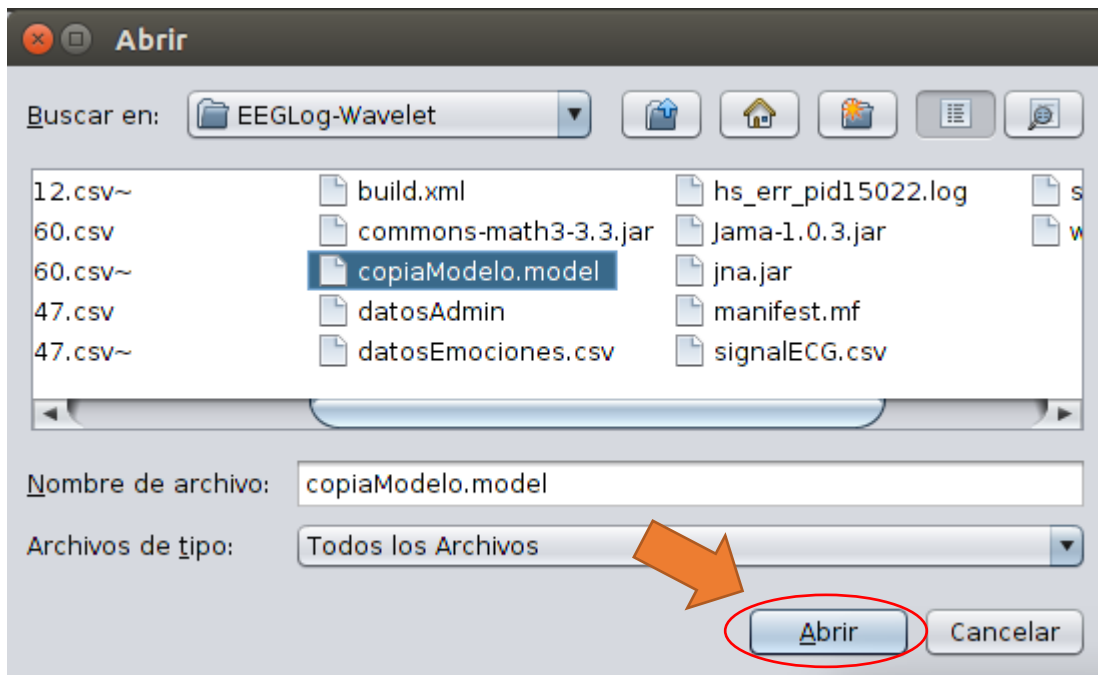 Abrir
Buscar en: EEGLog-Wavelet
12.csv~ build.xml hs_err_pid15022.log s
60.csv commons-math3-3.3.jar Jama-1.0.3.jar w
60.csv~ copiaModelo.model jna.jar
47.csv datosAdmin manifest.mf
47.csv~ datosEmociones.csv signalECG.csv
Nombre de archivo: copiaModelo.model
Archivos de tipo: Todos los Archivos
Abrir Cancelar